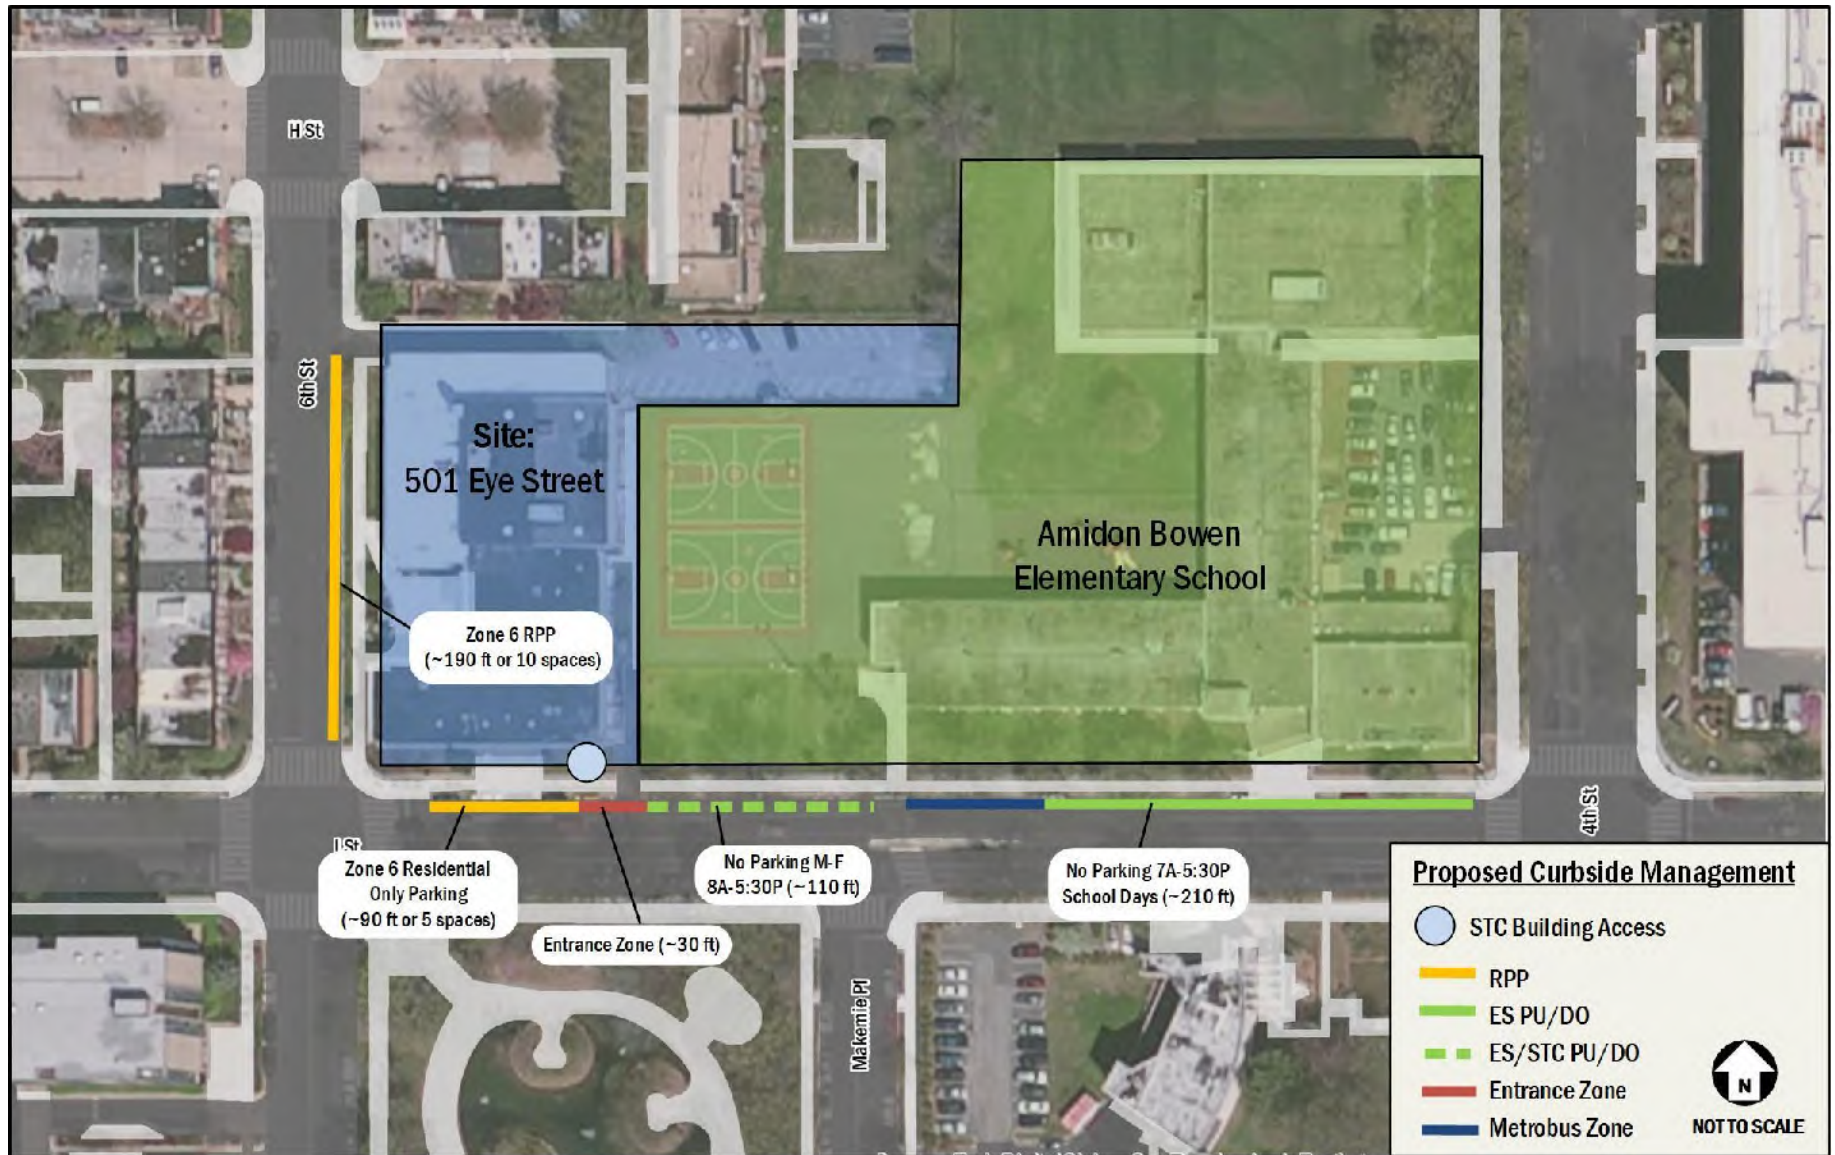 H St
6th St
Site:
501 Eye Street
Amidon Bowen
Elementary School
Zone 6 RPP
(~190 ft or 10 spaces)
I St
4th St
Zone 6 Residential
Only Parking
(~90 ft or 5 spaces)
Entrance Zone (~30 ft)
No Parking M-F
8A-5:30P (~110 ft)
No Parking 7A-5:30P
School Days (~210 ft)
Makemie Pl
Proposed Curbside Management
STC Building Access
RPP
ES PU/DO
ES/STC PU/DO
Entrance Zone
Metrobus Zone
N
NOT TO SCALE